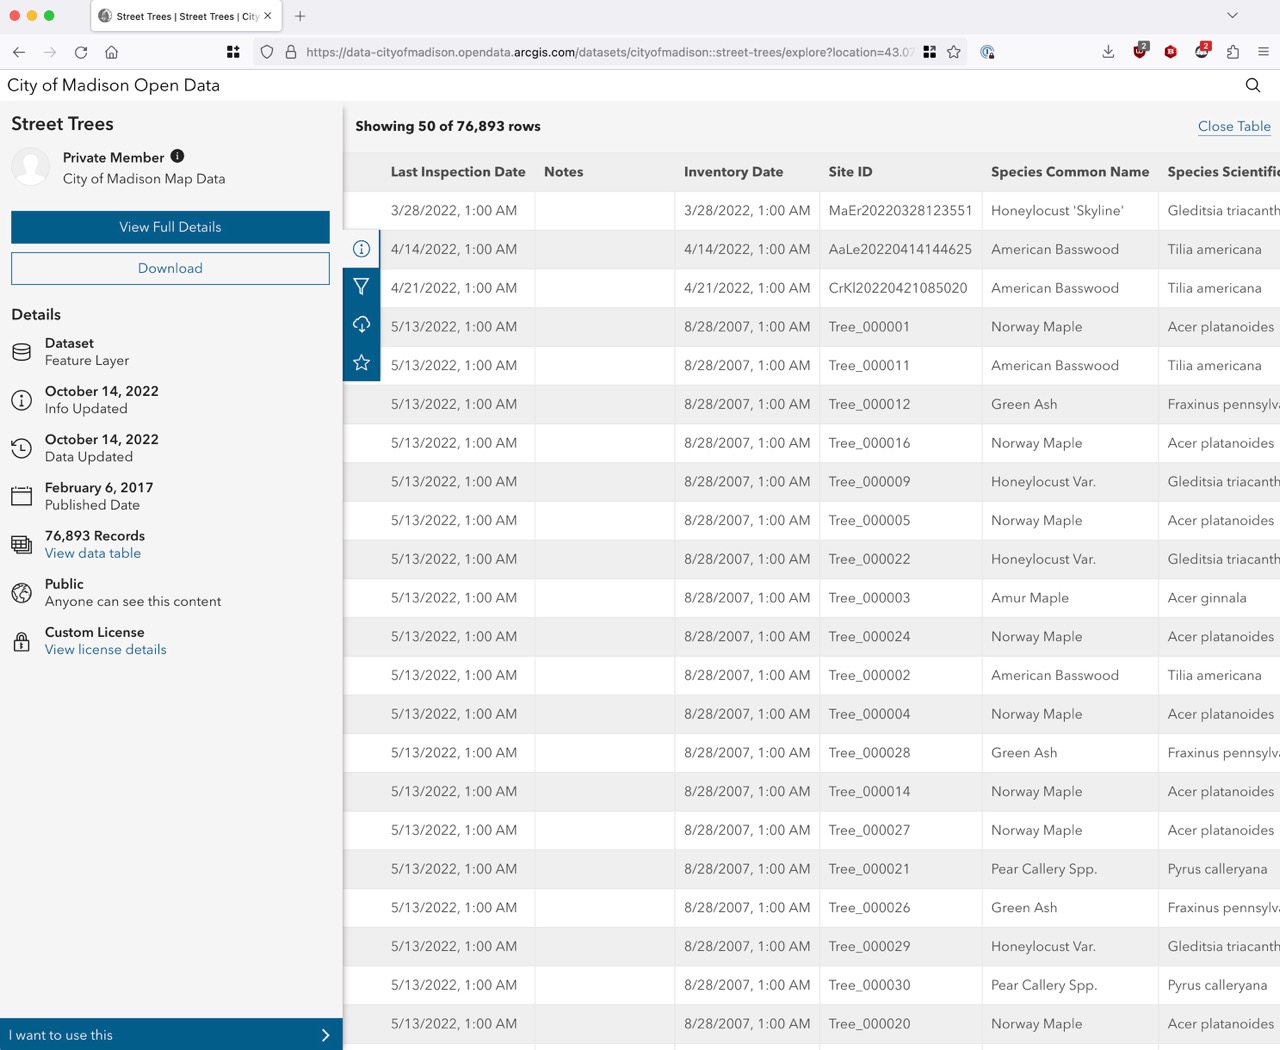 Street Trees | Street Trees | City
https://data-cityofmadison.opendata.arcgis.com/datasets/cityofmadison::street-trees/explore?location=43.07
2
2
City of Madison Open Data
Street Trees
Private Member
City of Madison Map Data
View Full Details
Download
Details
Dataset
Feature Layer
October 14, 2022
Info Updated
October 14, 2022
Data Updated
February 6, 2017
Published Date
76,893 Records
View data table
Public
Anyone can see this content
Custom License
View license details
I want to use this
Showing 50 of 76,893 rows
Close Table
Last Inspection Date Notes Inventory Date Site ID Species Common Name Species Scientific
3/28/2022, 1:00 AM 3/28/2022, 1:00 AM MaEr20220328123551 Honeylocust 'Skyline' Gleditsia triacanth
4/14/2022, 1:00 AM 4/14/2022, 1:00 AM AaLe20220414144625 American Basswood Tilia americana
4/21/2022, 1:00 AM 4/21/2022, 1:00 AM CrKl20220421085020 American Basswood Tilia americana
5/13/2022, 1:00 AM 8/28/2007, 1:00 AM Tree_000001 Norway Maple Acer platanoides
5/13/2022, 1:00 AM 8/28/2007, 1:00 AM Tree_000011 American Basswood Tilia americana
5/13/2022, 1:00 AM 8/28/2007, 1:00 AM Tree_000012 Green Ash Fraxinus pennsylva
5/13/2022, 1:00 AM 8/28/2007, 1:00 AM Tree_000016 Norway Maple Acer platanoides
5/13/2022, 1:00 AM 8/28/2007, 1:00 AM Tree_000009 Honeylocust Var. Gleditsia triacanth
5/13/2022, 1:00 AM 8/28/2007, 1:00 AM Tree_000005 Norway Maple Acer platanoides
5/13/2022, 1:00 AM 8/28/2007, 1:00 AM Tree_000022 Honeylocust Var. Gleditsia triacanth
5/13/2022, 1:00 AM 8/28/2007, 1:00 AM Tree_000003 Amur Maple Acer ginnala
5/13/2022, 1:00 AM 8/28/2007, 1:00 AM Tree_000024 Norway Maple Acer platanoides
5/13/2022, 1:00 AM 8/28/2007, 1:00 AM Tree_000002 American Basswood Tilia americana
5/13/2022, 1:00 AM 8/28/2007, 1:00 AM Tree_000004 Norway Maple Acer platanoides
5/13/2022, 1:00 AM 8/28/2007, 1:00 AM Tree_000028 Green Ash Fraxinus pennsylva
5/13/2022, 1:00 AM 8/28/2007, 1:00 AM Tree_000014 Norway Maple Acer platanoides
5/13/2022, 1:00 AM 8/28/2007, 1:00 AM Tree_000027 Norway Maple Acer platanoides
5/13/2022, 1:00 AM 8/28/2007, 1:00 AM Tree_000021 Pear Callery Spp. Pyrus calleryana
5/13/2022, 1:00 AM 8/28/2007, 1:00 AM Tree_000026 Green Ash Fraxinus pennsylva
5/13/2022, 1:00 AM 8/28/2007, 1:00 AM Tree_000029 Honeylocust Var. Gleditsia triacanth
5/13/2022, 1:00 AM 8/28/2007, 1:00 AM Tree_000030 Pear Callery Spp. Pyrus calleryana
5/13/2022, 1:00 AM 8/28/2007, 1:00 AM Tree_000020 Norway Maple Acer platanoides